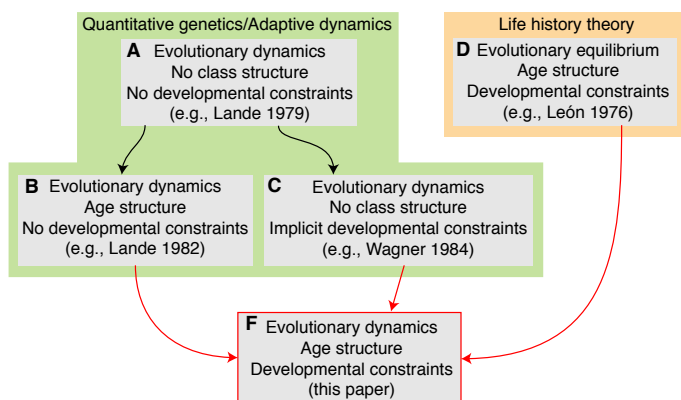 Quantitative genetics/Adaptive dynamics
A Evolutionary dynamics
No class structure
No developmental constraints
(e.g., Lande 1979)
Life history theory
D Evolutionary equilibrium
Age structure
Developmental constraints
(e.g., León 1976)
B Evolutionary dynamics
Age structure
No developmental constraints
(e.g., Lande 1982)
C Evolutionary dynamics
No class structure
Implicit developmental constraints
(e.g., Wagner 1984)
F Evolutionary dynamics
Age structure
Developmental constraints
(this paper)